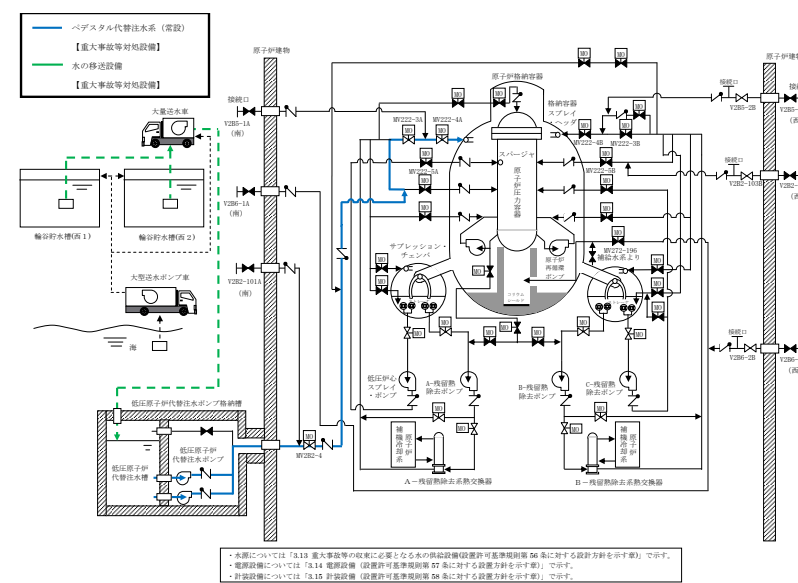 ペデスタル代替注水系（常設）
【重大事故等対処設備】
水の移送設備
【重大事故等対処設備】
原子炉建物
原子炉建物
大量送水車
接続口
V2B5-1A
(南)
V2B6-1A
(南)
V2B2-101A
(南)
輪谷貯水槽(西1)
輪谷貯水槽(西2)
大型送水ポンプ車
海
低圧原子炉代替注水ポンプ格納槽
低圧原子炉
代替注水槽
低圧原子炉
代替注水ポンプ
MV2B2-4
MO
原子炉格納容器
格納容器
スプレイ
ヘッダ
MV222-3A
MV222-4A
MV222-5A
MV222-4B
MV222-3B
MV222-5B
スパージャ
原子炉圧力容器
サプレッション・
チェンバ
原子炉
再循環
ポンプ
MV272-196
補給水系より
コリウム
シールド
低圧炉心
スプレイ
・ポンプ
A-残留熱
除去ポンプ
B-残留熱
除去ポンプ
C-残留熱
除去ポンプ
原子炉
補機冷却系
原子炉
補機冷却系
A－残留熱除去系熱交換器
B－残留熱除去系熱交換器
接続口
V2B5-2B
接続口
V2B2-103B
接続口
V2B6-2B
・水源については「3.13 重大事故等の収束に必要となる水の供給設備(設置許可基準規則第 56 条に対する設計方針を示す章)」で示す。
・電源設備については「3.14 電源設備（設置許可基準規則第 57 条に対する設置方針を示す章)」で示す。
・計装設備については「3.15 計装設備（設置許可基準規則第 58 条に対する設置方針を示す章)」で示す。